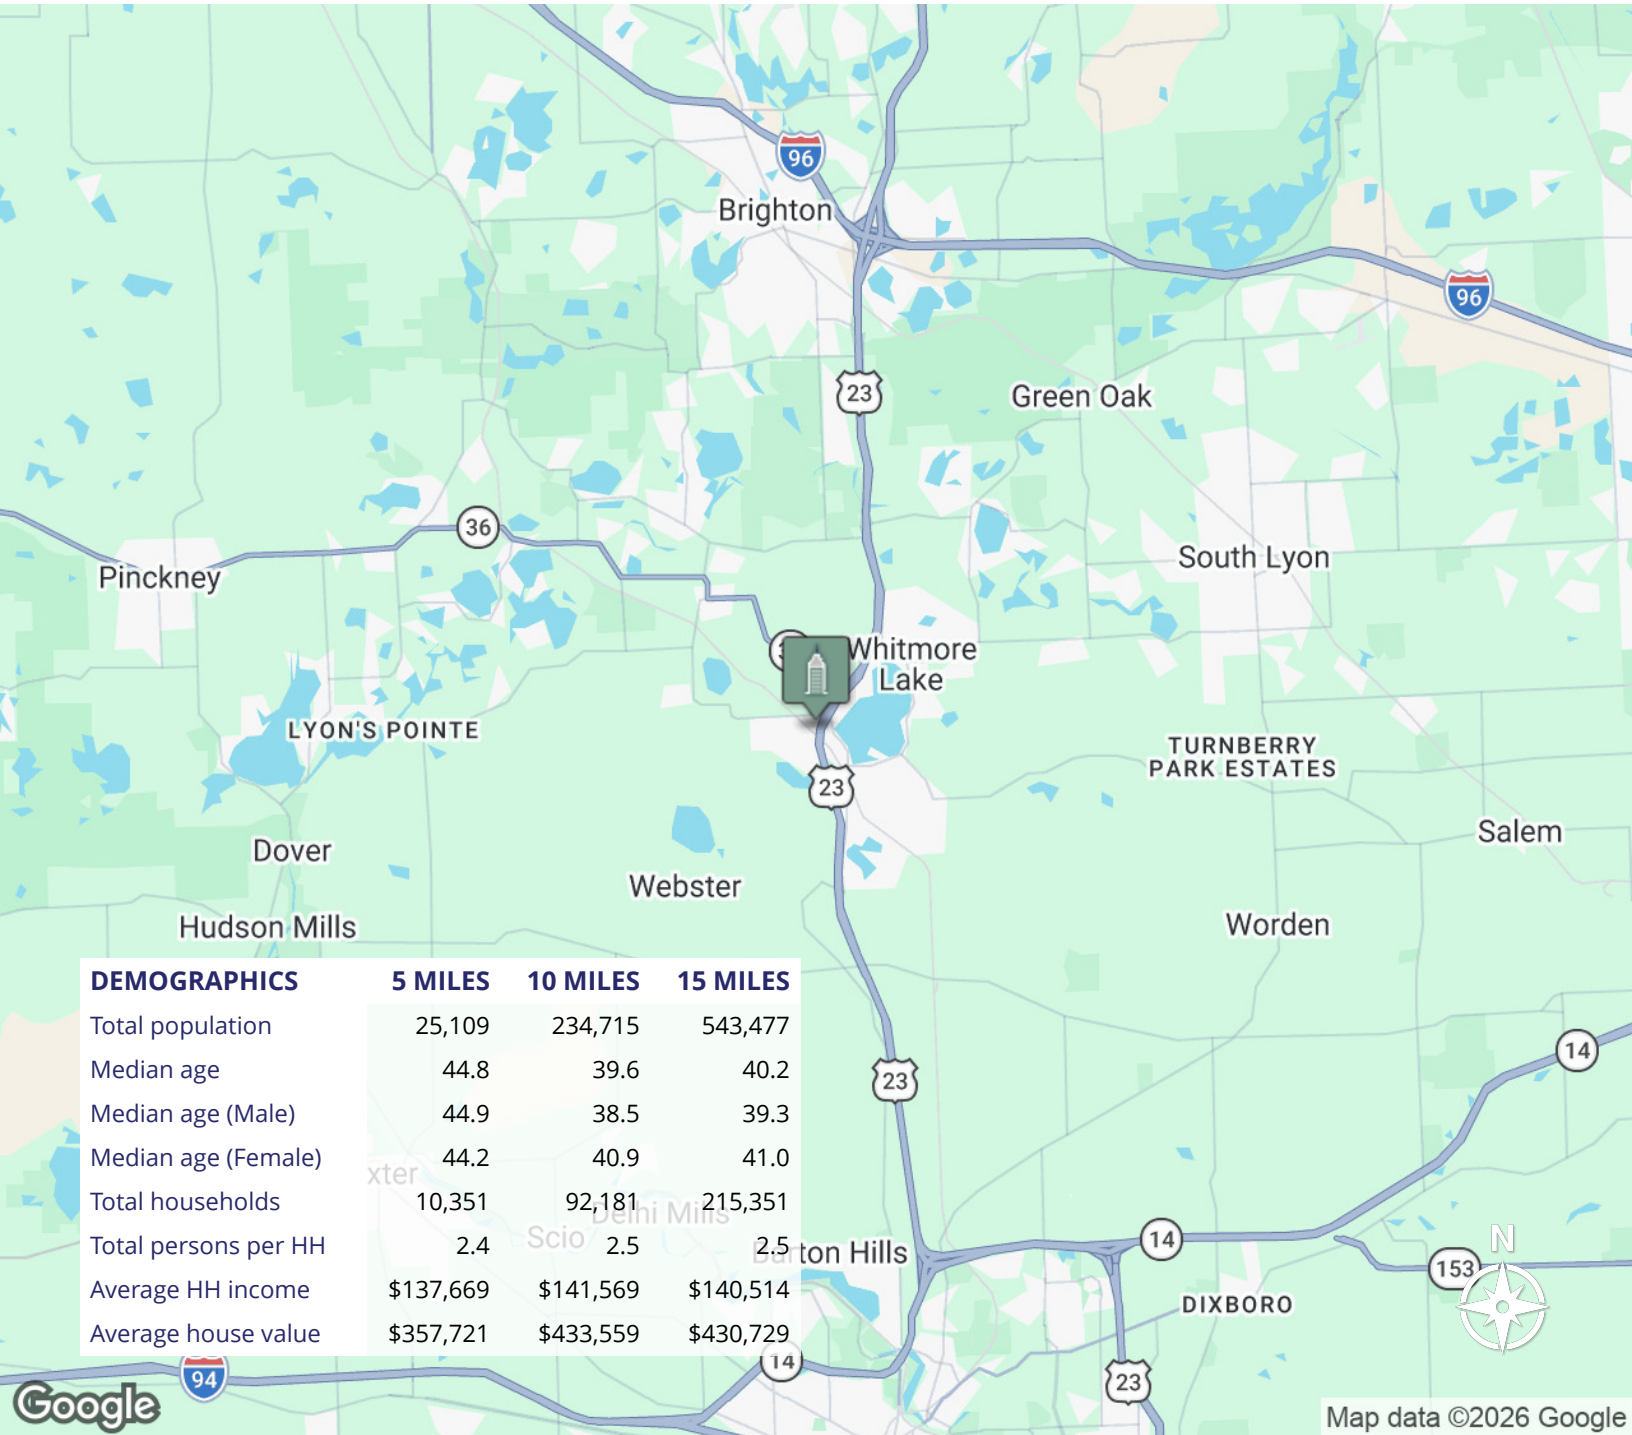 96
Brighton
96
23
Green Oak
36
South Lyon
Pinckney
Whitmore
Lake
LYON'S POINTE
TURNBERRY
PARK ESTATES
23
Salem
Dover
Webster
Worden
Hudson Mills
DEMOGRAPHICS 5 MILES 10 MILES 15 MILES
Total population 25,109 234,715 543,477
Median age 44.8 39.6 40.2
Median age (Male) 44.9 38.5 39.3
Median age (Female) 44.2 40.9 41.0
Total households 10,351 92,181 215,351
Total persons per HH 2.4 2.5 2.5
Average HH income $137,669 $141,569 $140,514
Average house value $357,721 $433,559 $430,729
14
23
xter
Delhi Mills
Scio
Barton Hills
14
N
153
DIXBORO
14
94
23
Google
Map data ©2026 Google